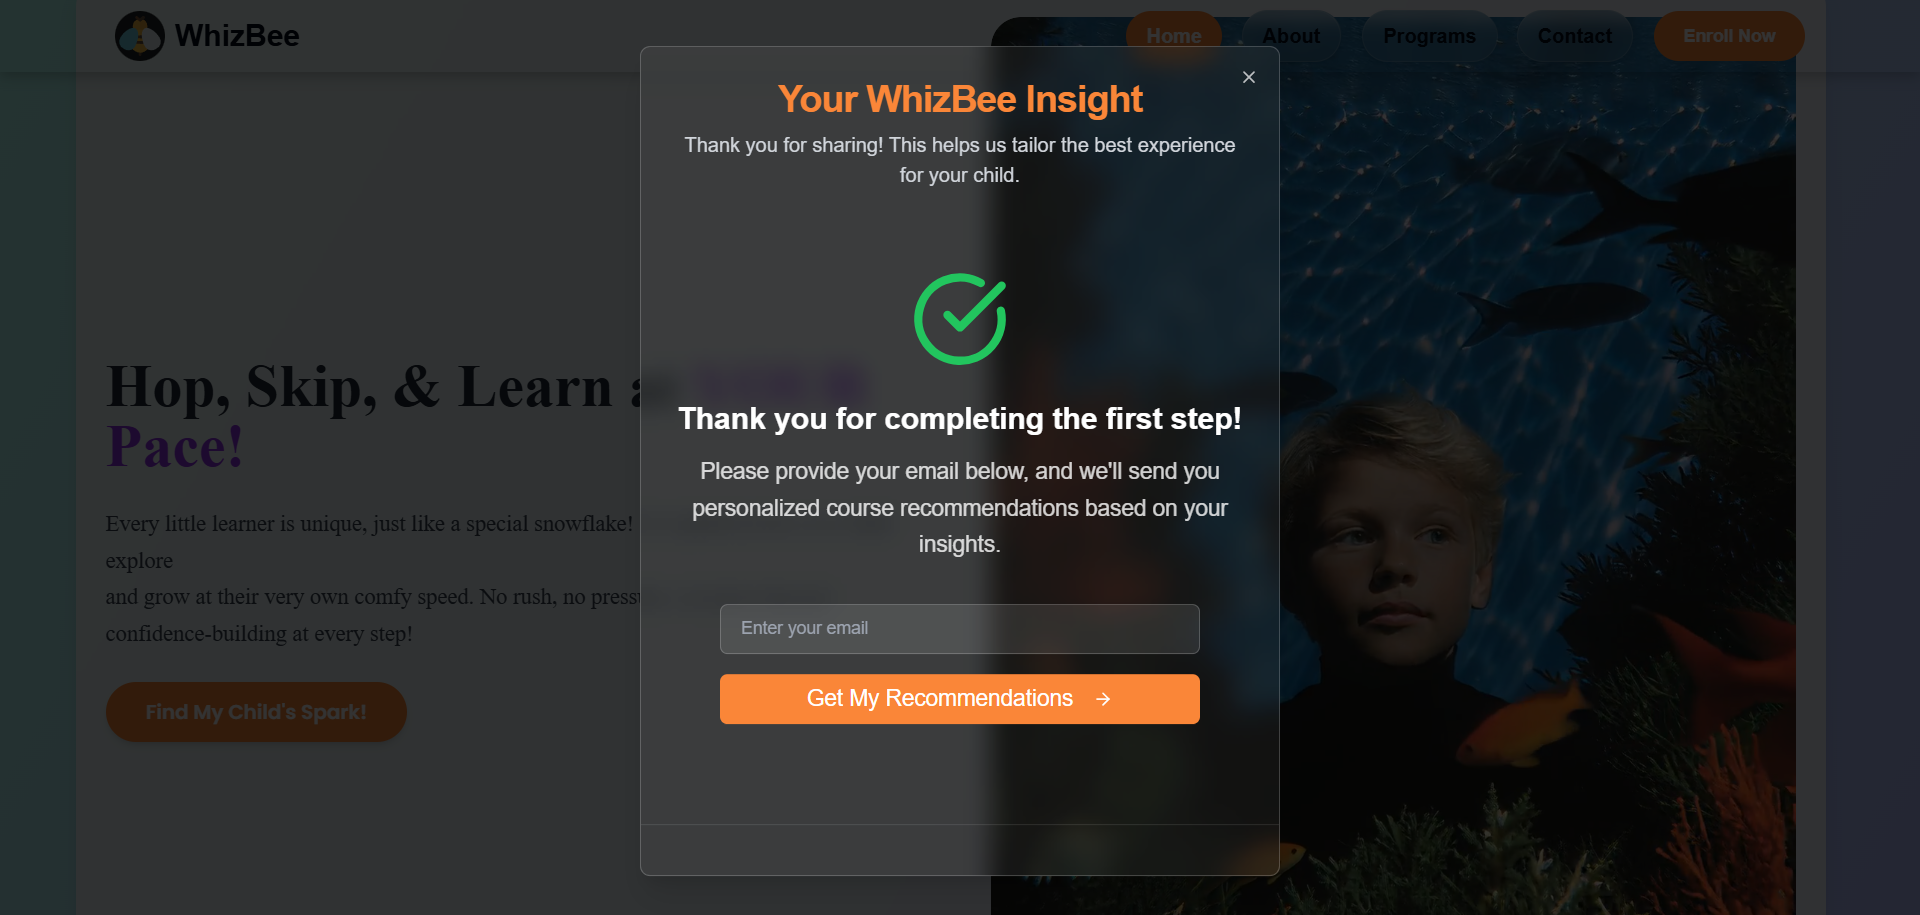 WhizBee
Home
About
Programs
Contact
Enroll Now
Your WhizBee Insight
Thank you for sharing! This helps us tailor the best experience
for your child.
Thank you for completing the first step!
Please provide your email below, and we'll send you
personalized course recommendations based on your
insights.
Enter your email
Get My Recommendations
Hop, Skip, & Learn
Pace!
Every little learner is unique, just like a special snowflake!
explore
and grow at their very own comfy speed. No rush, no
confidence-building at every step!
Find My Child's Spark!